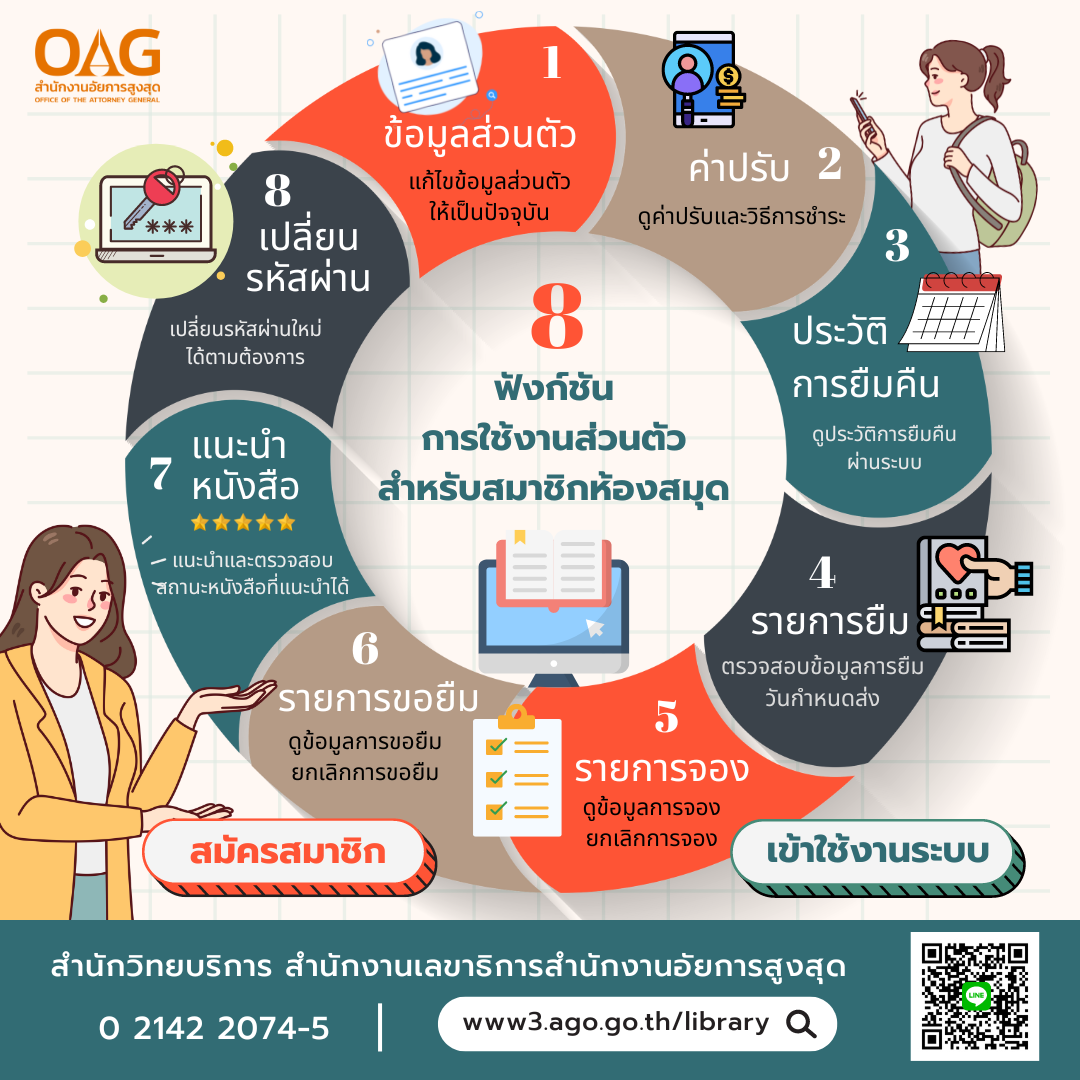 OAG
สำนักงานอัยการสูงสุด
OFFICE OF THE ATTORNEY GENERAL
8
ฟังก์ชัน
การใช้งานส่วนตัว
สำหรับสมาชิกห้องสมุด
1
ข้อมูลส่วนตัว
แก้ไขข้อมูลส่วนตัว
ให้เป็นปัจจุบัน
ค่าปรับ 2
ดูค่าปรับและวิธีการชำระ
3
ประวัติ
การยืมคืน
ดูประวัติการยืมคืน
ผ่านระบบ
4
รายการยืม
ตรวจสอบข้อมูลการยืม
วันกำหนดส่ง
5
รายการจอง
ดูข้อมูลการจอง
ยกเลิกการจอง
6
รายการขอยืม
ดูข้อมูลการขอยืม
ยกเลิกการขอยืม
7
แนะนำ
หนังสือ
แนะนำและตรวจสอบ
สถานะหนังสือที่แนะนำได้
8
เปลี่ยน
รหัสผ่าน
เปลี่ยนรหัสผ่านใหม่
ได้ตามต้องการ
***
สมัครสมาชิก
เข้าใช้งานระบบ
สำนักวิทยบริการ สำนักงานเลขาธิการสำนักงานอัยการสูงสุด
0 2142 2074-5
www3.ago.go.th/library
LINE